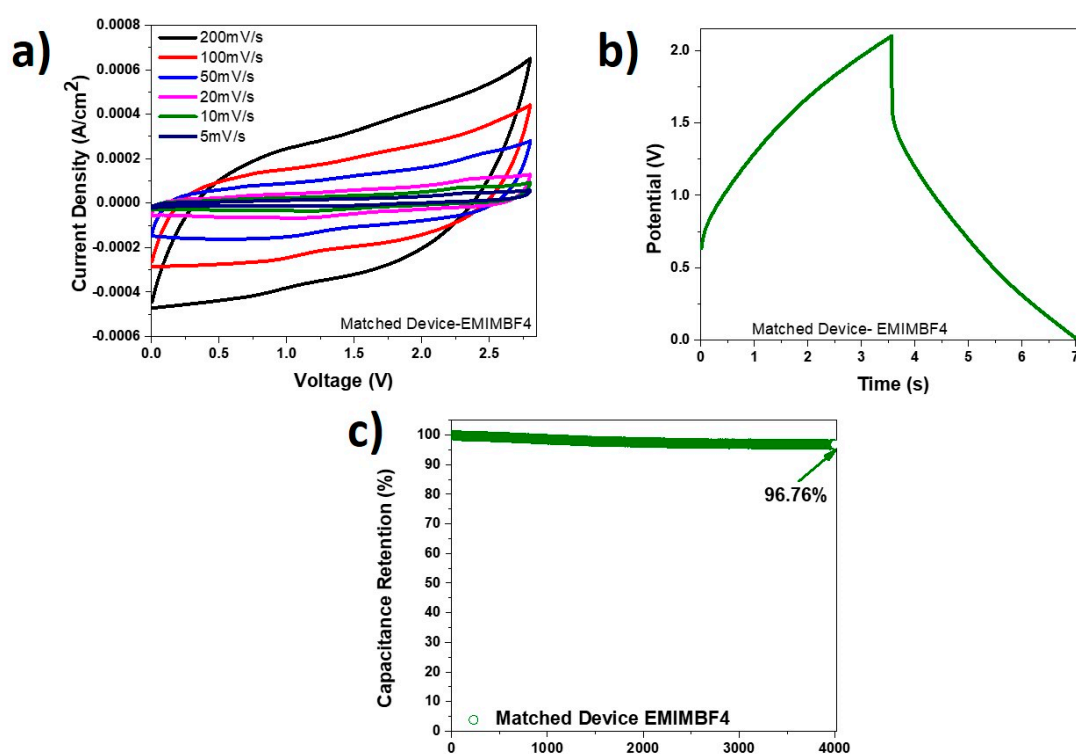 a)
0.0008
0.0006
0.0004
0.0002
0.0000
-0.0002
-0.0004
-0.0006
Current Density (A/cm²)
200mV/s
100mV/s
50mV/s
20mV/s
10mV/s
5mV/s
Matched Device-EMIMBF4
0.0 0.5 1.0 1.5 2.0 2.5
Voltage (V)
b)
2.0
1.5
1.0
0.5
0.0
Potential (V)
Matched Device- EMIMBF4
0 1 2 3 4 5 6 7
Time (s)
c)
100
90
80
70
60
50
40
30
20
10
0
Capacitance Retention (%)
96.76%
Matched Device EMIMBF4
0 1000 2000 3000 4000